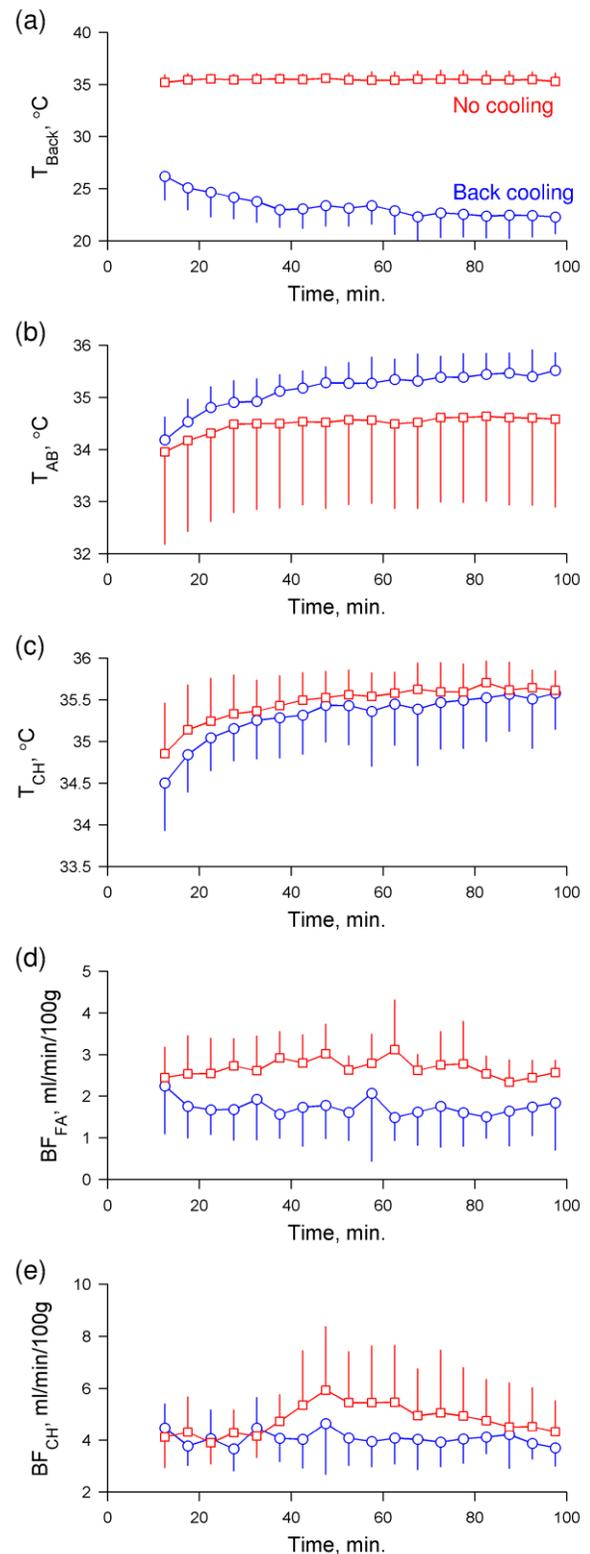 (a)
40
35
30
25
20
T_Back, °C
No cooling
Back cooling
0 20 40 60 80 100
Time, min.
(b)
36
35
34
33
32
T_AB, °C
0 20 40 60 80 100
Time, min.
(c)
36
35.5
35
34.5
34
33.5
T_CH, °C
0 20 40 60 80 100
Time, min.
(d)
5
4
3
2
1
0
BF_FA, ml/min/100g
0 20 40 60 80 100
Time, min.
(e)
10
8
6
4
2
BF_CH, ml/min/100g
0 20 40 60 80 100
Time, min.